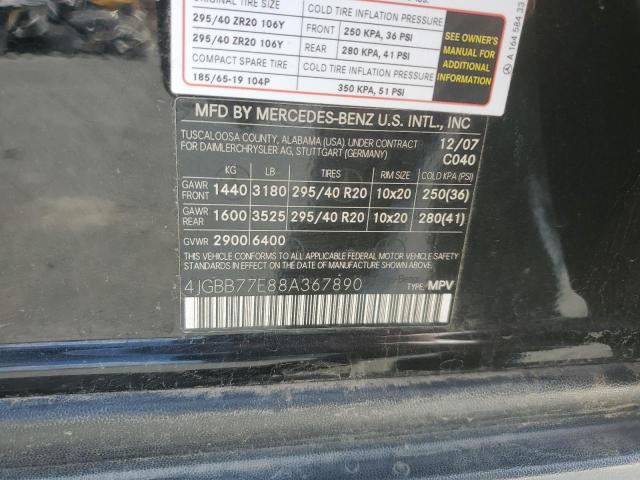 ORIGINAL TIRE SIZE
COLD TIRE INFLATION PRESSURE
295/40 ZR20 106Y
FRONT
250 KPA, 36 PSI
295/40 ZR20 106Y
REAR
280 KPA, 41 PSI
COMPACT SPARE TIRE
COLD TIRE INFLATION PRESSURE
185/65-19 104P
350 KPA, 51 PSI
SEE OWNER'S
MANUAL FOR
ADDITIONAL
INFORMATION
A 164 584 33
MFD BY MERCEDES-BENZ U.S. INTL., INC
TUSCALOOSA COUNTY, ALABAMA (USA). UNDER CONTRACT
FOR DAIMLERCHRYSLER AG, STUTTGART (GERMANY)
12/07
C040
KG LB TIRES RIM SIZE COLD KPA (PSI)
GAWR
FRONT 1440 3180 295/40 R20 10x20 250(36)
GAWR
REAR 1600 3525 295/40 R20 10x20 280(41)
GVWR 2900 6400
THIS VEHICLE CONFORMS TO ALL APPLICABLE FEDERAL MOTOR VEHICLE SAFETY
STANDARDS IN EFFECT ON THE DATE OF MANUFACTURE SHOWN ABOVE.
4JGBB77E88A367890
TYPE: MPV